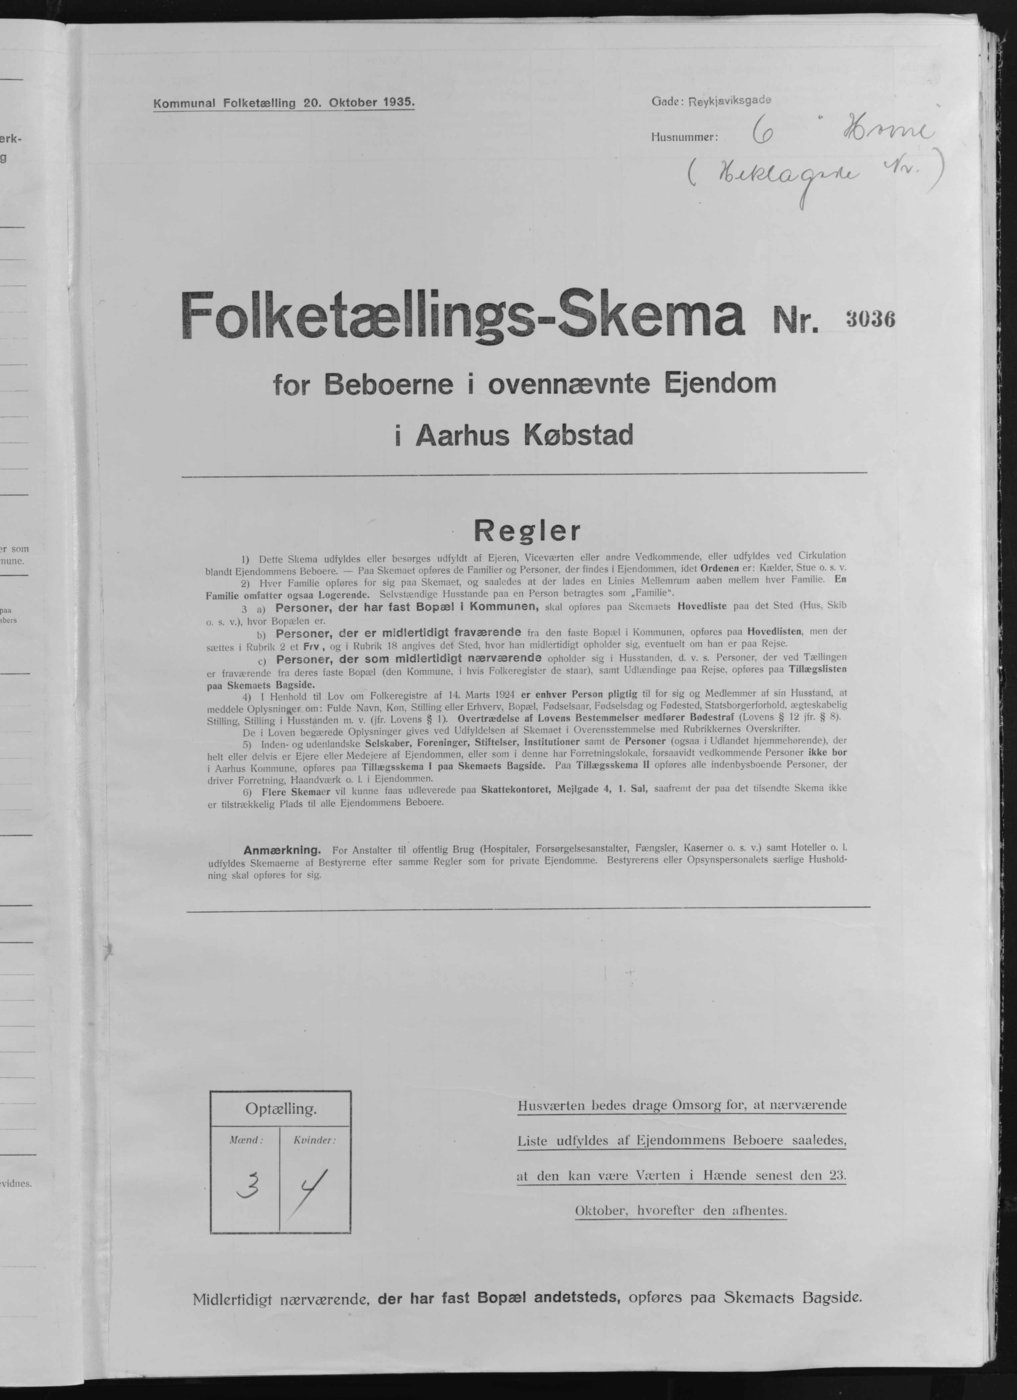 Kommunal Folketælling 20. Oktober 1935.
Gade: Reykjaviksgade
Husnummer: 6
( Heklagade Nr. )
Folketællings-Skema Nr. 3036
for Beboerne i ovennævnte Ejendom
i Aarhus Købstad
Regler
1) Dette Skema udfyldes eller besørges udfyldt af Ejeren, Viceværten eller andre Vedkommende, eller udfyldes ved Cirkulation
blandt Ejendommens Beboere. — Paa Skemaet opføres de Familier og Personer, der findes i Ejendommen, idet Ordenen er: Kælder, Stue o. s. v.
2) Hver Familie opføres for sig paa Skemaet, og saaledes at der lades en Linies Mellemrum aaben mellem hver Familie. En
Familie omfatter ogsaa Logerende. Selvstændige Husstande paa en Person betragtes som „Familie".
3 a) Personer, der har fast Bopæl i Kommunen, skal opføres paa Skemaets Hovedliste paa det Sted (Hus, Skib
o. s. v.), hvor Bopælen er.
b) Personer, der er midlertidigt fraværende fra den faste Bopæl i Kommunen, opføres paa Hovedlisten, men der
sættes i Rubrik 2 et Frv., og i Rubrik 18 angives det Sted, hvor han midlertidigt opholder sig, eventuelt om han er paa Rejse.
c) Personer, der som midlertidigt nærværende opholder sig i Husstanden, d. v. s. Personer, der ved Tællingen
er fraværende fra deres faste Bopæl (den Kommune, i hvis Folkeregister de staar), samt Udlændinge paa Rejse, opføres paa Tillægslisten
paa Skemaets Bagside.
4) I Henhold til Lov om Folkeregistre af 14. Marts 1924 er enhver Person pligtig til for sig og Medlemmer af sin Husstand, at
meddele Oplysninger om: Fulde Navn, Køn, Stilling eller Erhverv, Bopæl, Fødselsaar, Fødselsdag og Fødested, Statsborgerforhold, ægteskabelig
Stilling, Stilling i Husstanden m. v. (jfr. Lovens § 1). Overtrædelse af Lovens Bestemmelser medfører Bødestraf (Lovens § 12 jfr. § 8).
De i Loven begærede Oplysninger gives ved Udfyldelsen af Skemaet i Overensstemmelse med Rubrikkernes Overskrifter.
5) Inden- og udenlandske Selskaber, Foreninger, Stiftelser, Institutioner samt de Personer (ogsaa i Udlandet hjemmehørende), der
helt eller delvis er Ejere eller Medejere af Ejendommen, eller som i denne har Forretningslokale, forsaavidt vedkommende Personer ikke bor
i Aarhus Kommune, opføres paa Tillægsskema I paa Skemaets Bagside. Paa Tillægsskema II opføres alle indenbysboende Personer, der
driver Forretning, Haandværk o. l. i Ejendommen.
6) Flere Skemaer vil kunne faas udleverede paa Skattekontoret, Mejlgade 4, 1. Sal, saafremt der paa det tilsendte Skema ikke
er tilstrækkelig Plads til alle Ejendommens Beboere.
Anmærkning. For Anstalter til offentlig Brug (Hospitaler, Forsørgelsesanstalter, Fængsler, Kaserner o. s. v.) samt Hoteller o. l.
udfyldes Skemaerne af Bestyrerne efter samme Regler som for private Ejendomme. Bestyrerens eller Opsynspersonalets særlige Hushold-
ning skal opføres for sig.
Optælling.
Mænd: Kvinder:
3 4
Husværten bedes drage Omsorg for, at nærværende
Liste udfyldes af Ejendommens Beboere saaledes,
at den kan være Værten i Hænde senest den 23.
Oktober, hvorefter den afhentes.
Midlertidigt nærværende, der har fast Bopæl andetsteds, opføres paa Skemaets Bagside.